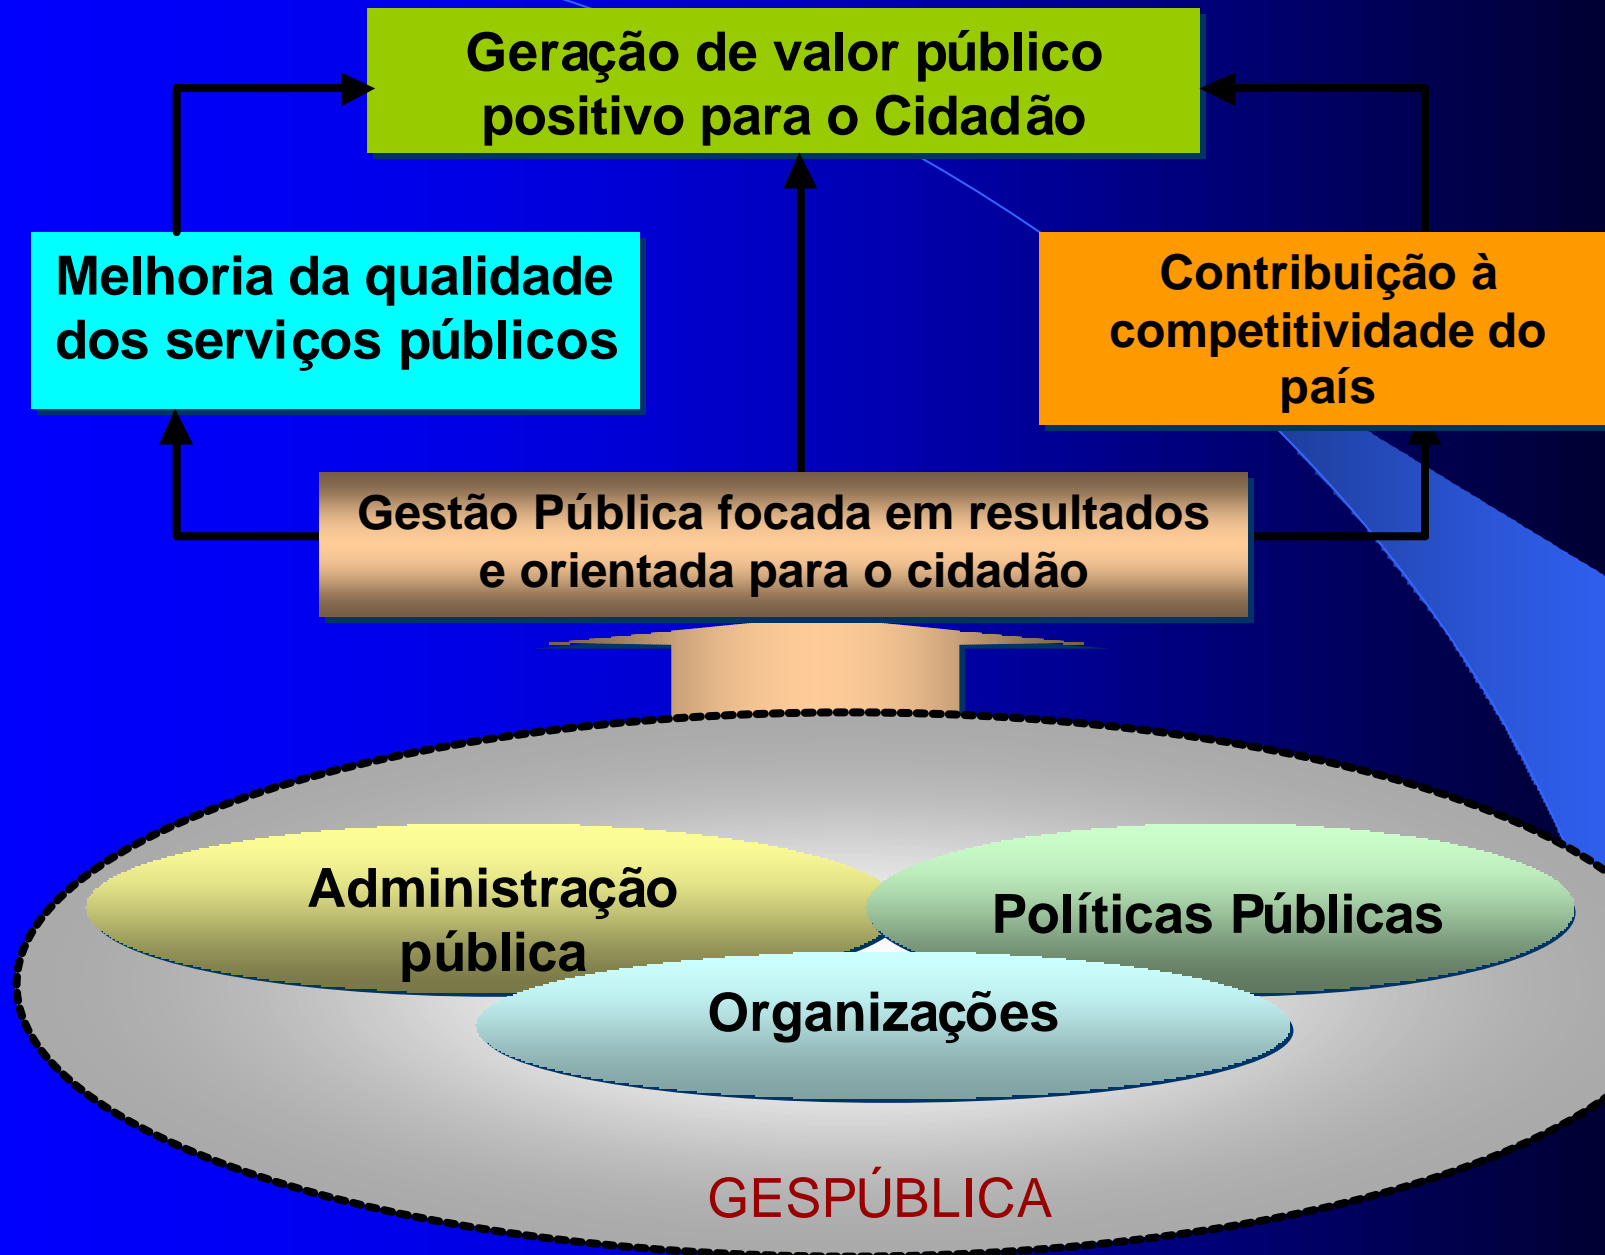 Geração de valor público
positivo para o Cidadão
Melhoria da qualidade
dos serviços públicos
Contribuição à
competitividade do
país
Gestão Pública focada em resultados
e orientada para o cidadão
Administração
pública
Políticas Públicas
Organizações
GESPÚBLICA